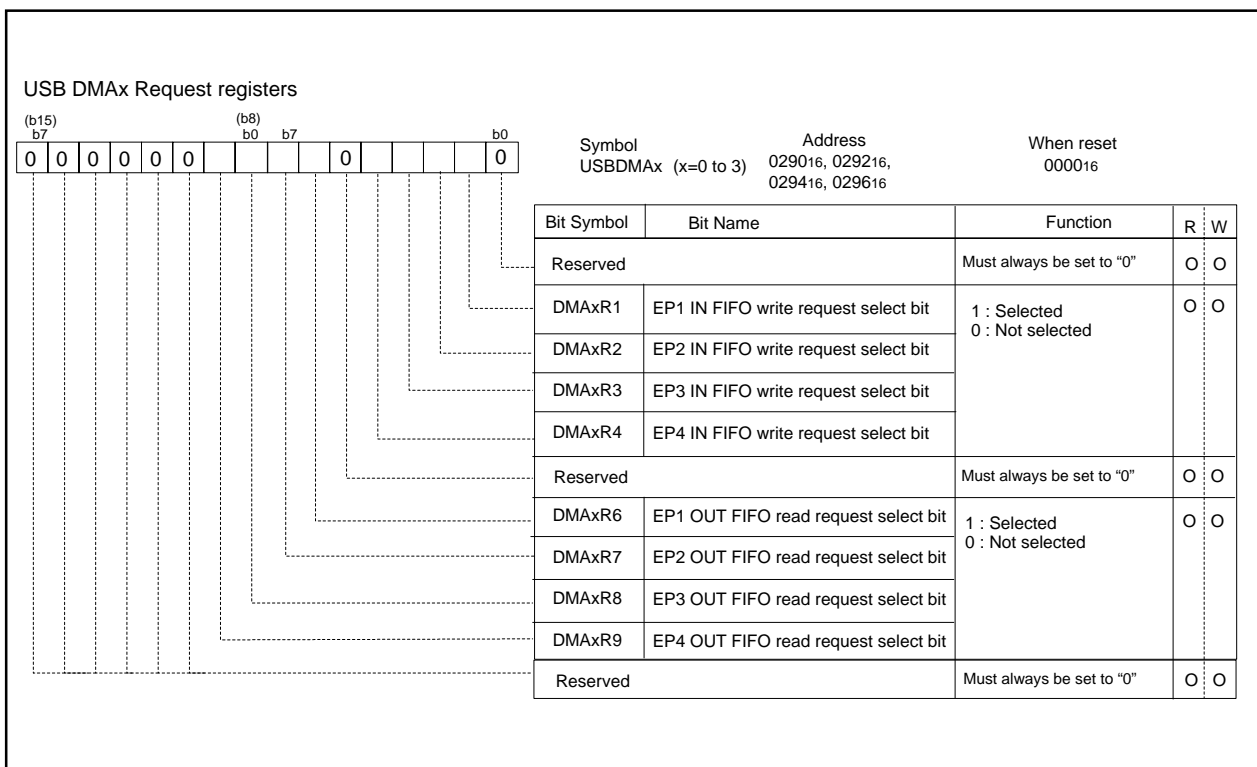 USB DMAx Request registers
(b15) (b8)
b7 b0 b7 b0
0 0 0 0 0 0 0 0
Symbol Address When reset
USBDMAx (x=0 to 3) 029016, 029216, 000016
029416, 029616
Bit Symbol Bit Name Function R W
Reserved Must always be set to “0” O O
DMAxR1 EP1 IN FIFO write request select bit 1 : Selected O O
0 : Not selected
DMAxR2 EP2 IN FIFO write request select bit
DMAxR3 EP3 IN FIFO write request select bit
DMAxR4 EP4 IN FIFO write request select bit
Reserved Must always be set to “0” O O
DMAxR6 EP1 OUT FIFO read request select bit 1 : Selected O O
0 : Not selected
DMAxR7 EP2 OUT FIFO read request select bit
DMAxR8 EP3 OUT FIFO read request select bit
DMAxR9 EP4 OUT FIFO read request select bit
Reserved Must always be set to “0” O O